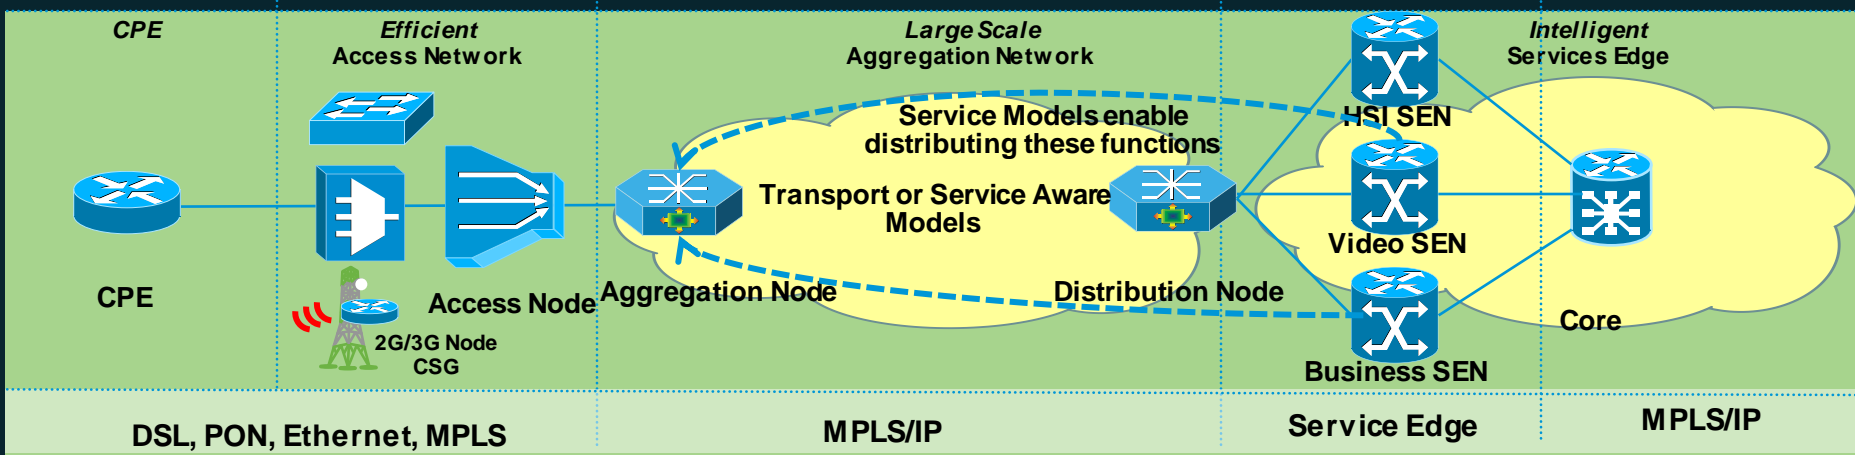 CPE
Efficient
Access Network
Large Scale
Aggregation Network
Intelligent
Services Edge
HSI SEN
Service Models enable
distributing these functions
Transport or Service Aware
Models
Video SEN
CPE
Access Node
Aggregation Node
Distribution Node
Core
2G/3G Node
CSG
Business SEN
DSL, PON, Ethernet, MPLS
MPLS/IP
Service Edge
MPLS/IP